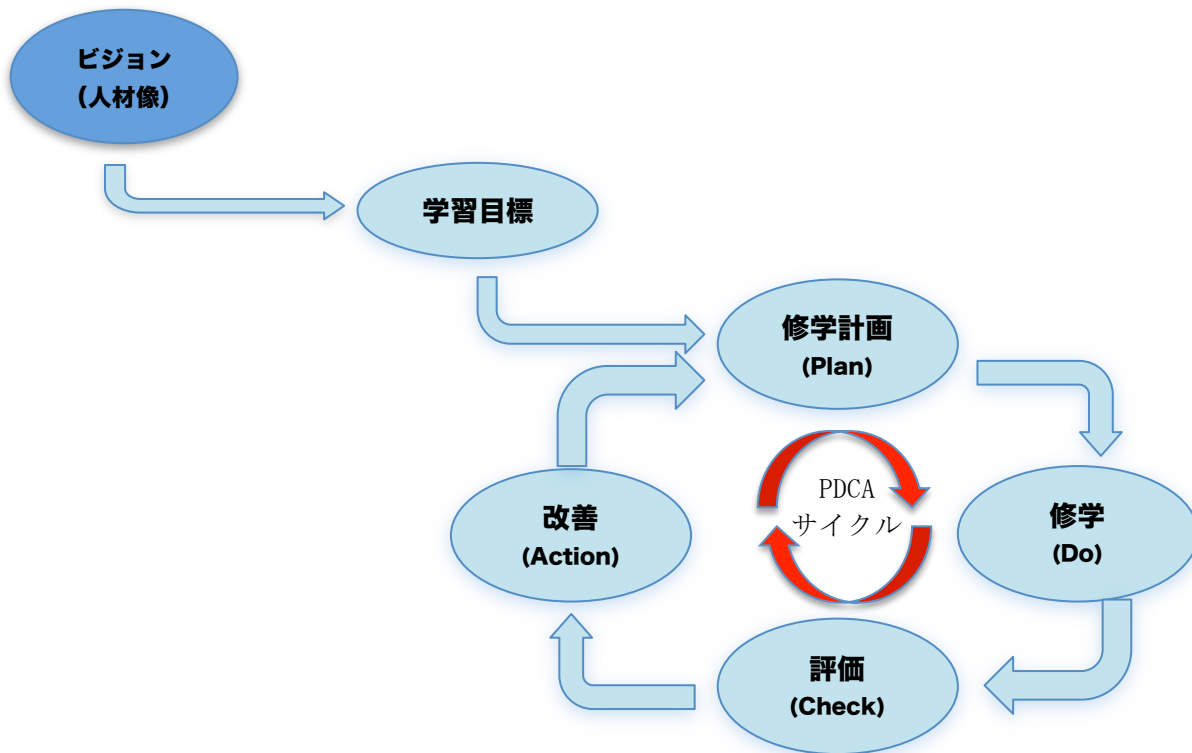 ビジョン
(人材像)
学習目標
修学計画
(Plan)
PDCA
サイクル
改善
(Action)
修学
(Do)
評価
(Check)